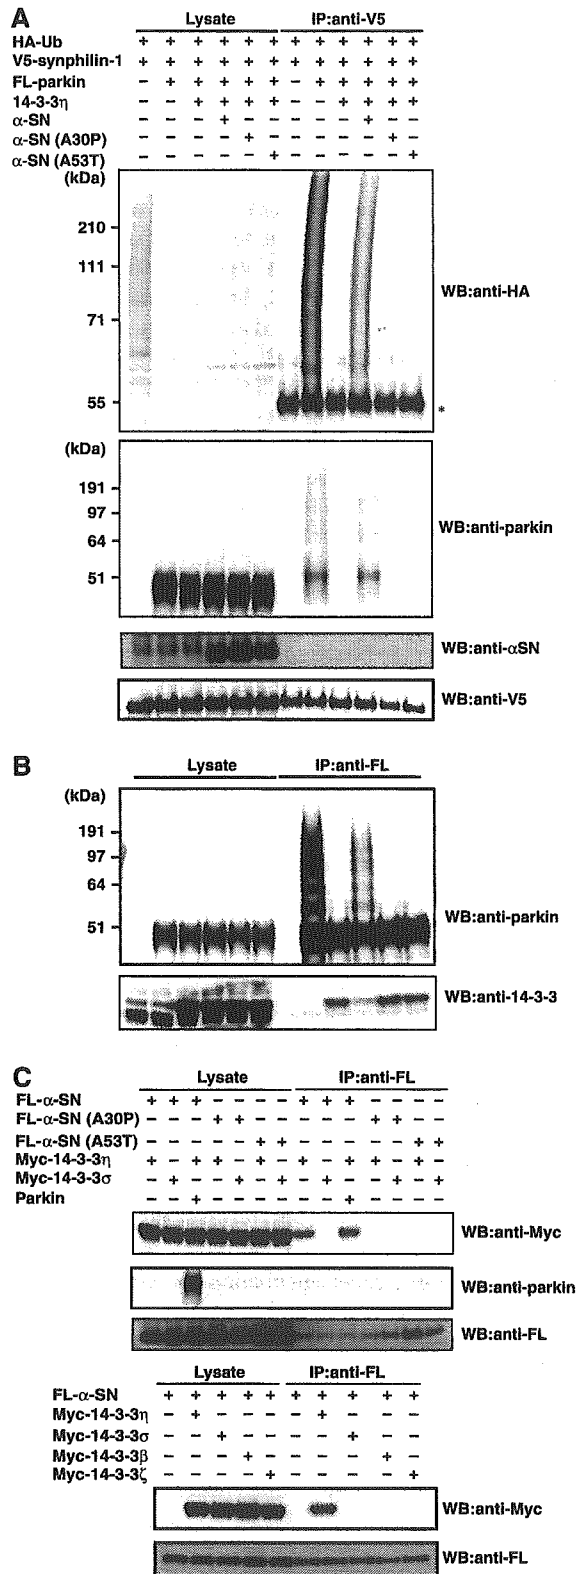 A
Lysate IP:anti-V5
HA-Ub + + + + + + + + + + + +
V5-synphilin-1 + + + + + + + + + + + +
FL-parkin − + + + + + − + + + + +
14-3-3η − − + + + + − − + + + +
α-SN − − − + − − − − − + − −
α-SN (A30P) − − − − + − − − − − + −
α-SN (A53T) − − − − − + − − − − − +
(kDa)
210
111
71
55
WB:anti-HA
*
(kDa)
191
97
64
51
WB:anti-parkin
WB:anti-αSN
WB:anti-V5
B
Lysate IP:anti-FL
(kDa)
191
97
64
51
WB:anti-parkin
WB:anti-14-3-3
C
Lysate IP:anti-FL
FL-α-SN + + + − − − − + + + − − − −
FL-α-SN (A30P) − − − + + − − − − − + + − −
FL-α-SN (A53T) − − − − − + + − − − − − + +
Myc-14-3-3η + − + + − + − + − + + − + −
Myc-14-3-3σ − + − − + − + − + − − + − +
Parkin − − + − − − − − − + − − − −
WB:anti-Myc
WB:anti-parkin
WB:anti-FL
Lysate IP:anti-FL
FL-α-SN + + + + + + + + + +
Myc-14-3-3η − + − − − − + − − −
Myc-14-3-3σ − − + − − − − + − −
Myc-14-3-3β − − − + − − − − + −
Myc-14-3-3ζ − − − − + − − − − +
WB:anti-Myc
WB:anti-FL